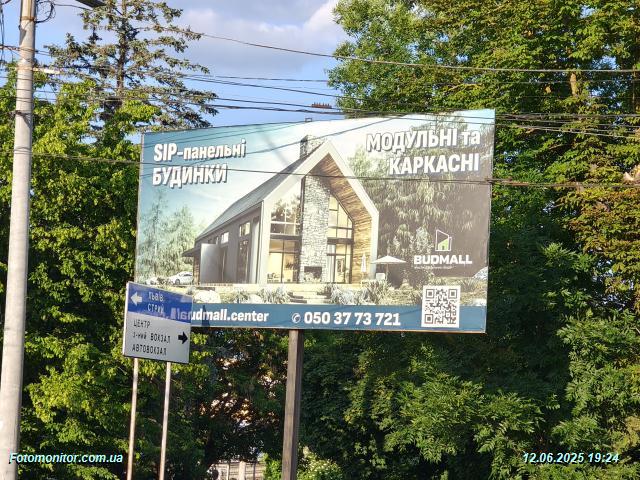 SIP-панельні
БУДИНКИ
МОДУЛЬНІ та
КАРКАСНІ
BUDMALL
budmall.center
050 37 73 721
ЛЬВІВ
СТРИЙ
ЦЕНТР
З-НИЙ ВОКЗАЛ
АВТОВОКЗАЛ
Fotomonitor.com.ua
12.06.2025 19:24